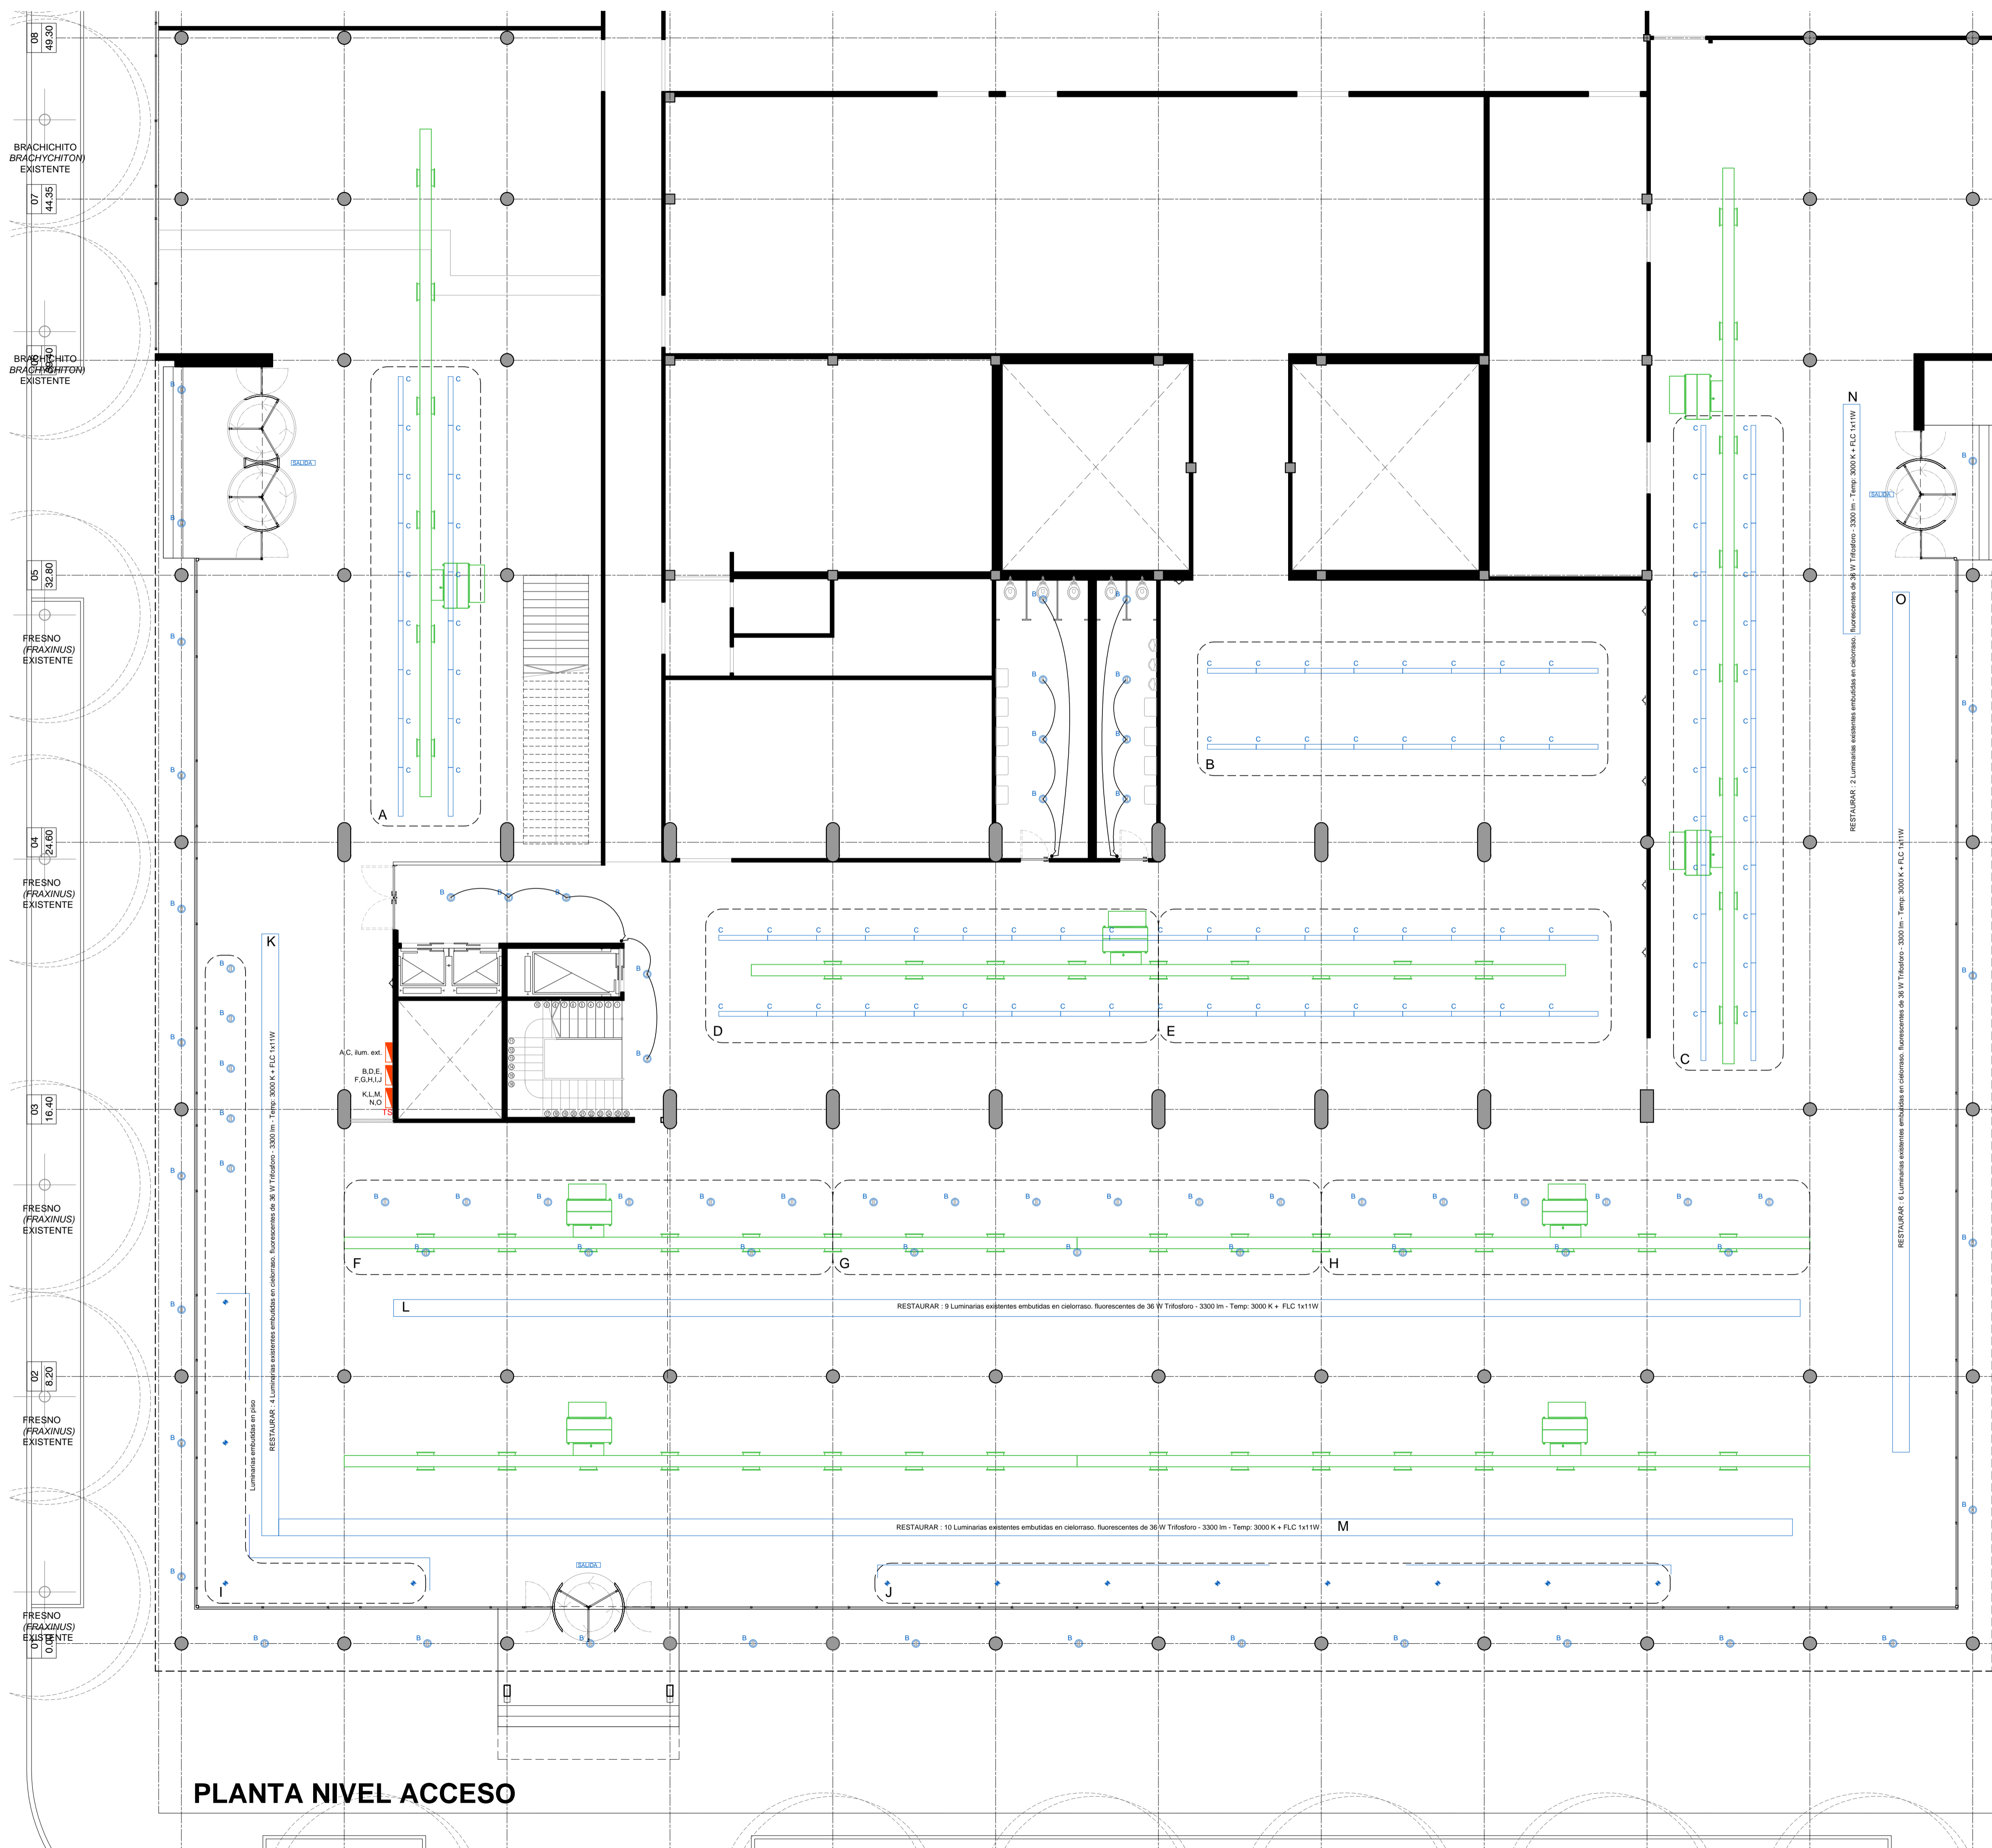 08
49.30
BRACHICHITO
BRACHYCHITON)
EXISTENTE
07
44.35
BRACHICHITO
BRACHYCHITON)
EXISTENTE
SALIDA
SALIDA
05
32.80
FRESNO
(FRAXINUS)
EXISTENTE
04
24.60
FRESNO
(FRAXINUS)
EXISTENTE
03
16.40
FRESNO
(FRAXINUS)
EXISTENTE
02
8.20
FRESNO
(FRAXINUS)
EXISTENTE
FRESNO
(FRAXINUS)
EXISTENTE
0.00
A
B
C
D
E
A,C, ilum. ext.
B,D,E,
F,G,H,I,J
K,L,M,
N,O
TS
F
G
H
I
J
K
RESTAURAR : 4 Luminarias existentes embutidas en cielorraso. fluorescentes de 36 W Trifosforo - 3300 lm - Temp: 3000 K + FLC 1x11W
Luminarias embutidas en piso
L
RESTAURAR : 9 Luminarias existentes embutidas en cielorraso. fluorescentes de 36 W Trifosforo - 3300 lm - Temp: 3000 K + FLC 1x11W
RESTAURAR : 10 Luminarias existentes embutidas en cielorraso. fluorescentes de 36 W Trifosforo - 3300 lm - Temp: 3000 K + FLC 1x11W
M
N
RESTAURAR : 2 Luminarias existentes embutidas en cielorraso. fluorescentes de 36 W Trifosforo - 3300 lm - Temp: 3000 K + FLC 1x11W
O
RESTAURAR : 6 Luminarias existentes embutidas en cielorraso. fluorescentes de 36 W Trifosforo - 3300 lm - Temp: 3000 K + FLC 1x11W
SALIDA
PLANTA NIVEL ACCESO